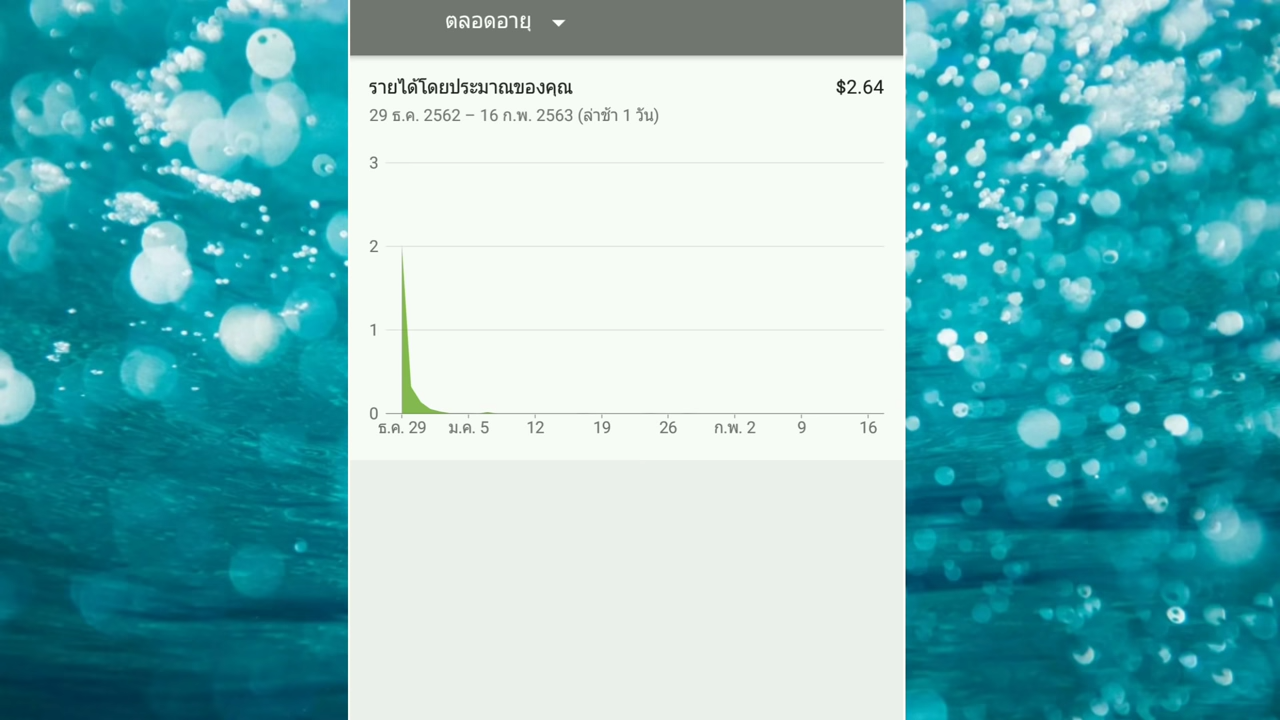 ตลอดอายุ
รายได้โดยประมาณของคุณ $2.64
29 ธ.ค. 2562 – 16 ก.พ. 2563 (ล่าช้า 1 วัน)
3
2
1
0
ธ.ค. 29 ม.ค. 5 12 19 26 ก.พ. 2 9 16